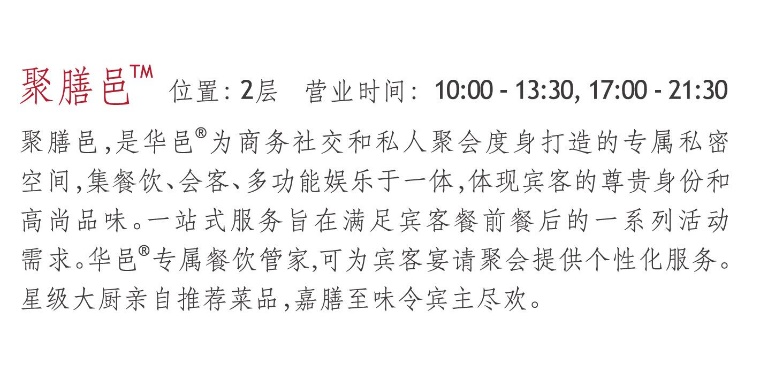 聚膳邑™ 位置: 2层 营业时间: 10:00 - 13:30, 17:00 - 21:30
聚膳邑,是华邑®为商务社交和私人聚会度身打造的专属私密
空间,集餐饮、会客、多功能娱乐于一体,体现宾客的尊贵身份和
高尚品味。一站式服务旨在满足宾客餐前餐后的一系列活动
需求。华邑®专属餐饮管家,可为宾客宴请聚会提供个性化服务。
星级大厨亲自推荐菜品,嘉膳至味令宾主尽欢。